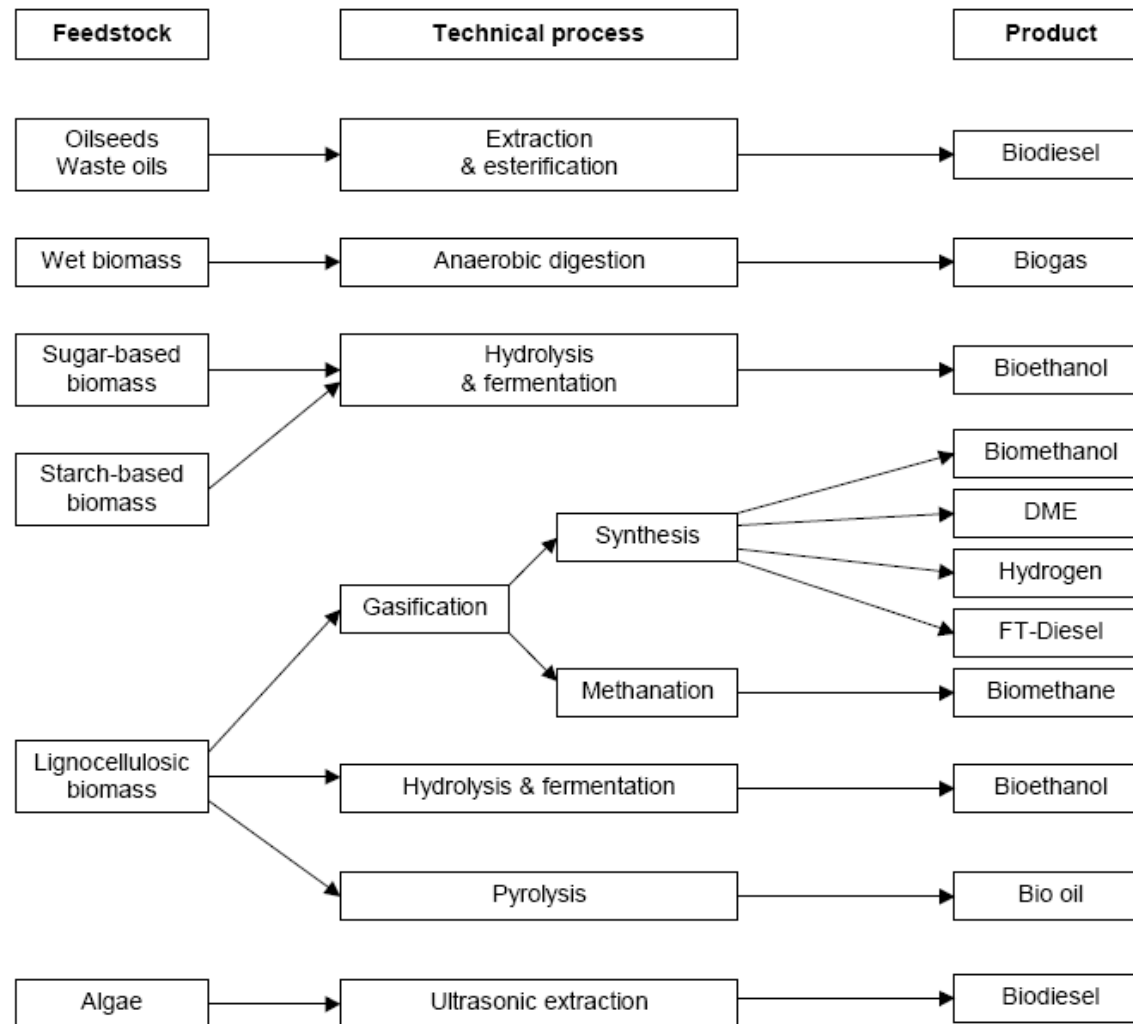 Feedstock
Technical process
Product
Oilseeds
Waste oils
Extraction
& esterification
Biodiesel
Wet biomass
Anaerobic digestion
Biogas
Sugar-based
biomass
Hydrolysis
& fermentation
Bioethanol
Starch-based
biomass
Biomethanol
DME
Synthesis
Hydrogen
Gasification
FT-Diesel
Methanation
Biomethane
Lignocellulosic
biomass
Hydrolysis & fermentation
Bioethanol
Pyrolysis
Bio oil
Algae
Ultrasonic extraction
Biodiesel